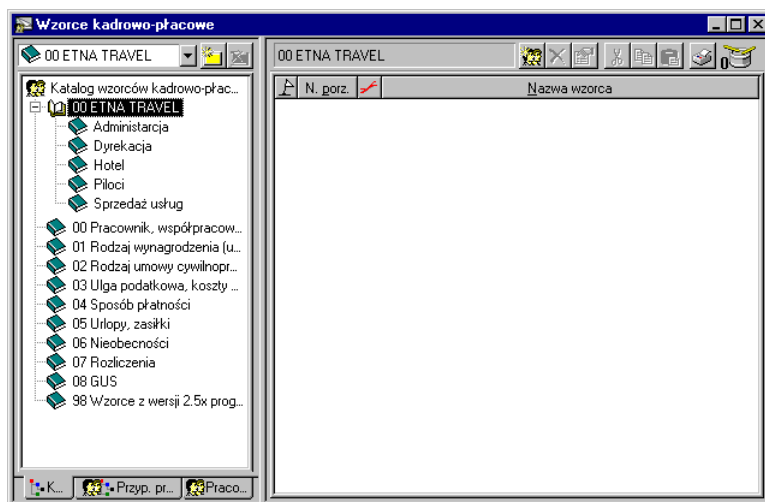 Wzorce kadrowo-płacowe
00 ETNA TRAVEL
00 ETNA TRAVEL
0
Katalog wzorców kadrowo-płac...
00 ETNA TRAVEL
Administarcja
Dyrekacja
Hotel
Piloci
Sprzedaż usług
00 Pracownik, współpracow...
01 Rodzaj wynagrodzenia (u...
02 Rodzaj umowy cywilnopr...
03 Ulga podatkowa, koszty ...
04 Sposób płatności
05 Urlopy, zasiłki
06 Nieobecności
07 Rozliczenia
08 GUS
98 Wzorce z wersji 2.5x prog...
N. porz.
Nazwa wzorca
K...
Przyp. pr...
Praco...